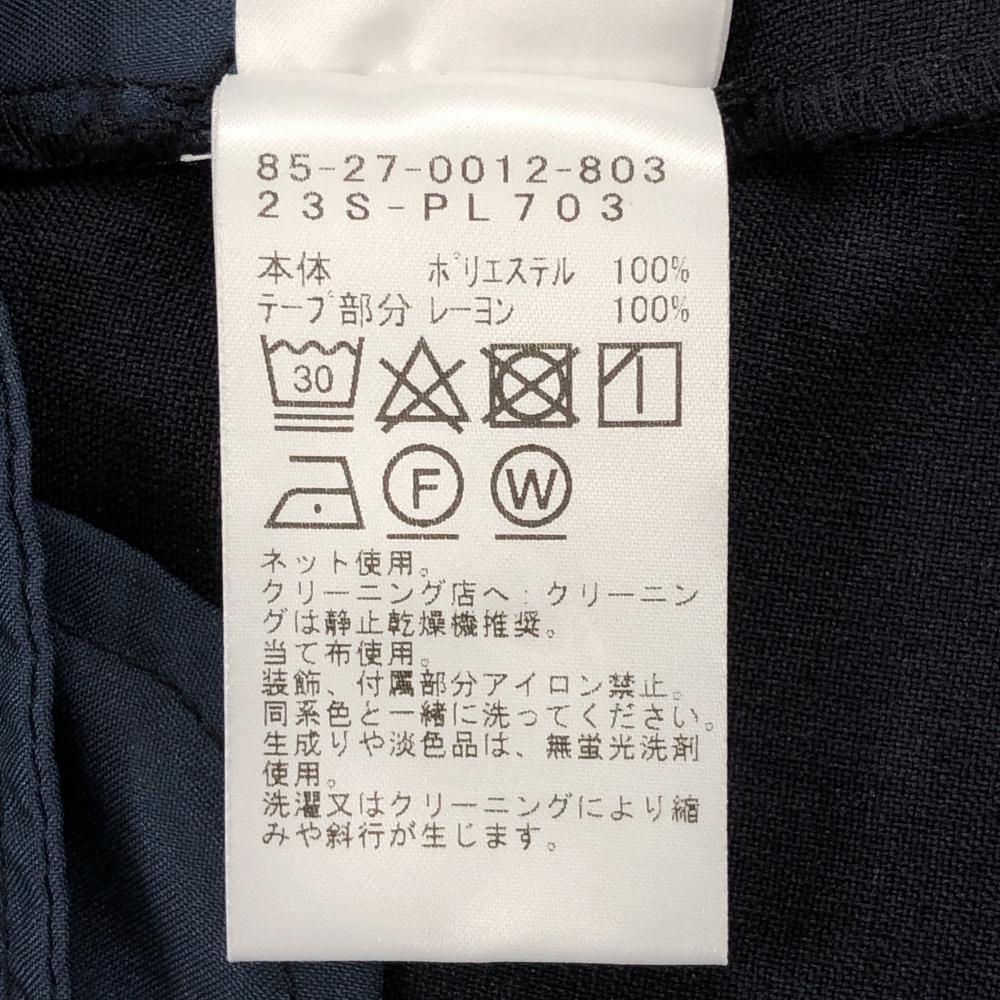 85-27-0012-803
23S-PL703
本体 ポリエステル 100%
テープ部分 レーヨン 100%
30
F W
ネット使用。
クリーニング店へ：クリーニン
グは静止乾燥機推奨。
当て布使用。
装飾、付属部分アイロン禁止。
同系色と一緒に洗ってください。
生成りや淡色品は、無蛍光洗剤
使用。
洗濯又はクリーニングにより縮
みや斜行が生じます。